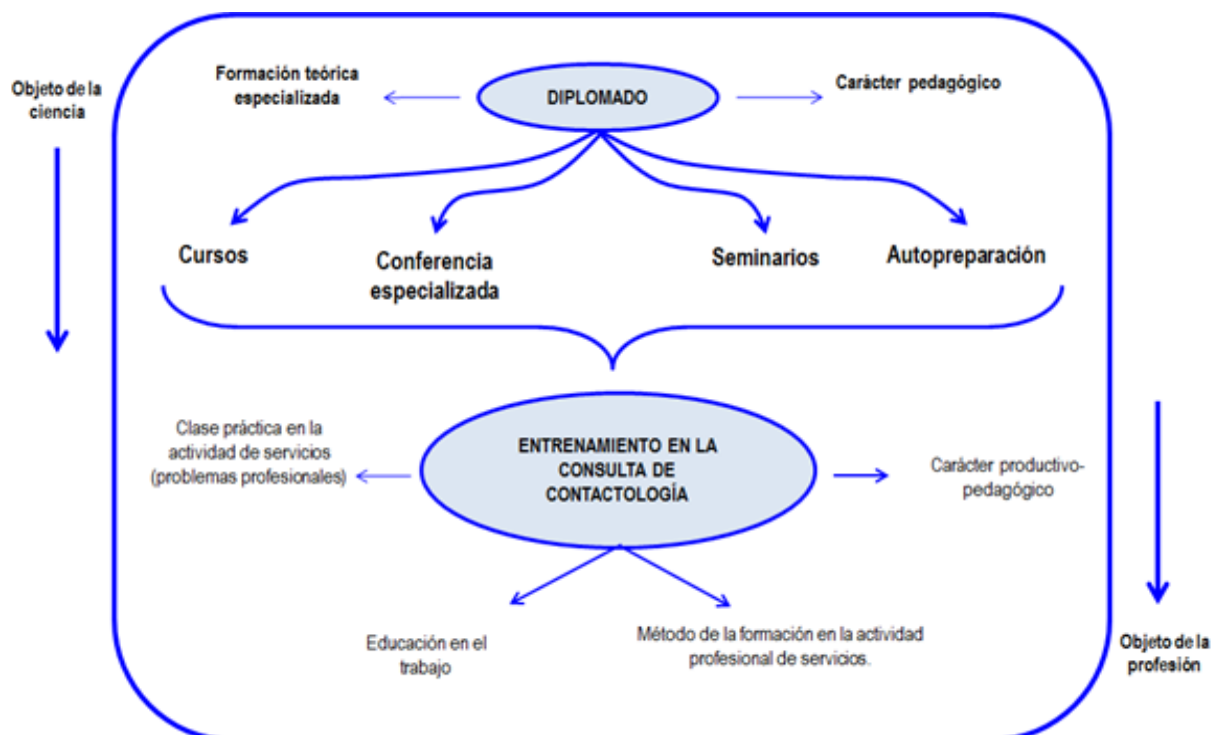 Objeto de la
ciencia
Formación teórica
especializada
DIPLOMADO
Carácter pedagógico
Cursos
Conferencia
especializada
Seminarios
Autopreparación
Clase práctica en la
actividad de servicios
(problemas profesionales)
ENTRENAMIENTO EN LA
CONSULTA DE
CONTACTOLOGÍA
Carácter productivo-
pedagógico
Educación en el
trabajo
Método de la formación en la actividad
profesional de servicios.
Objeto de la
profesión